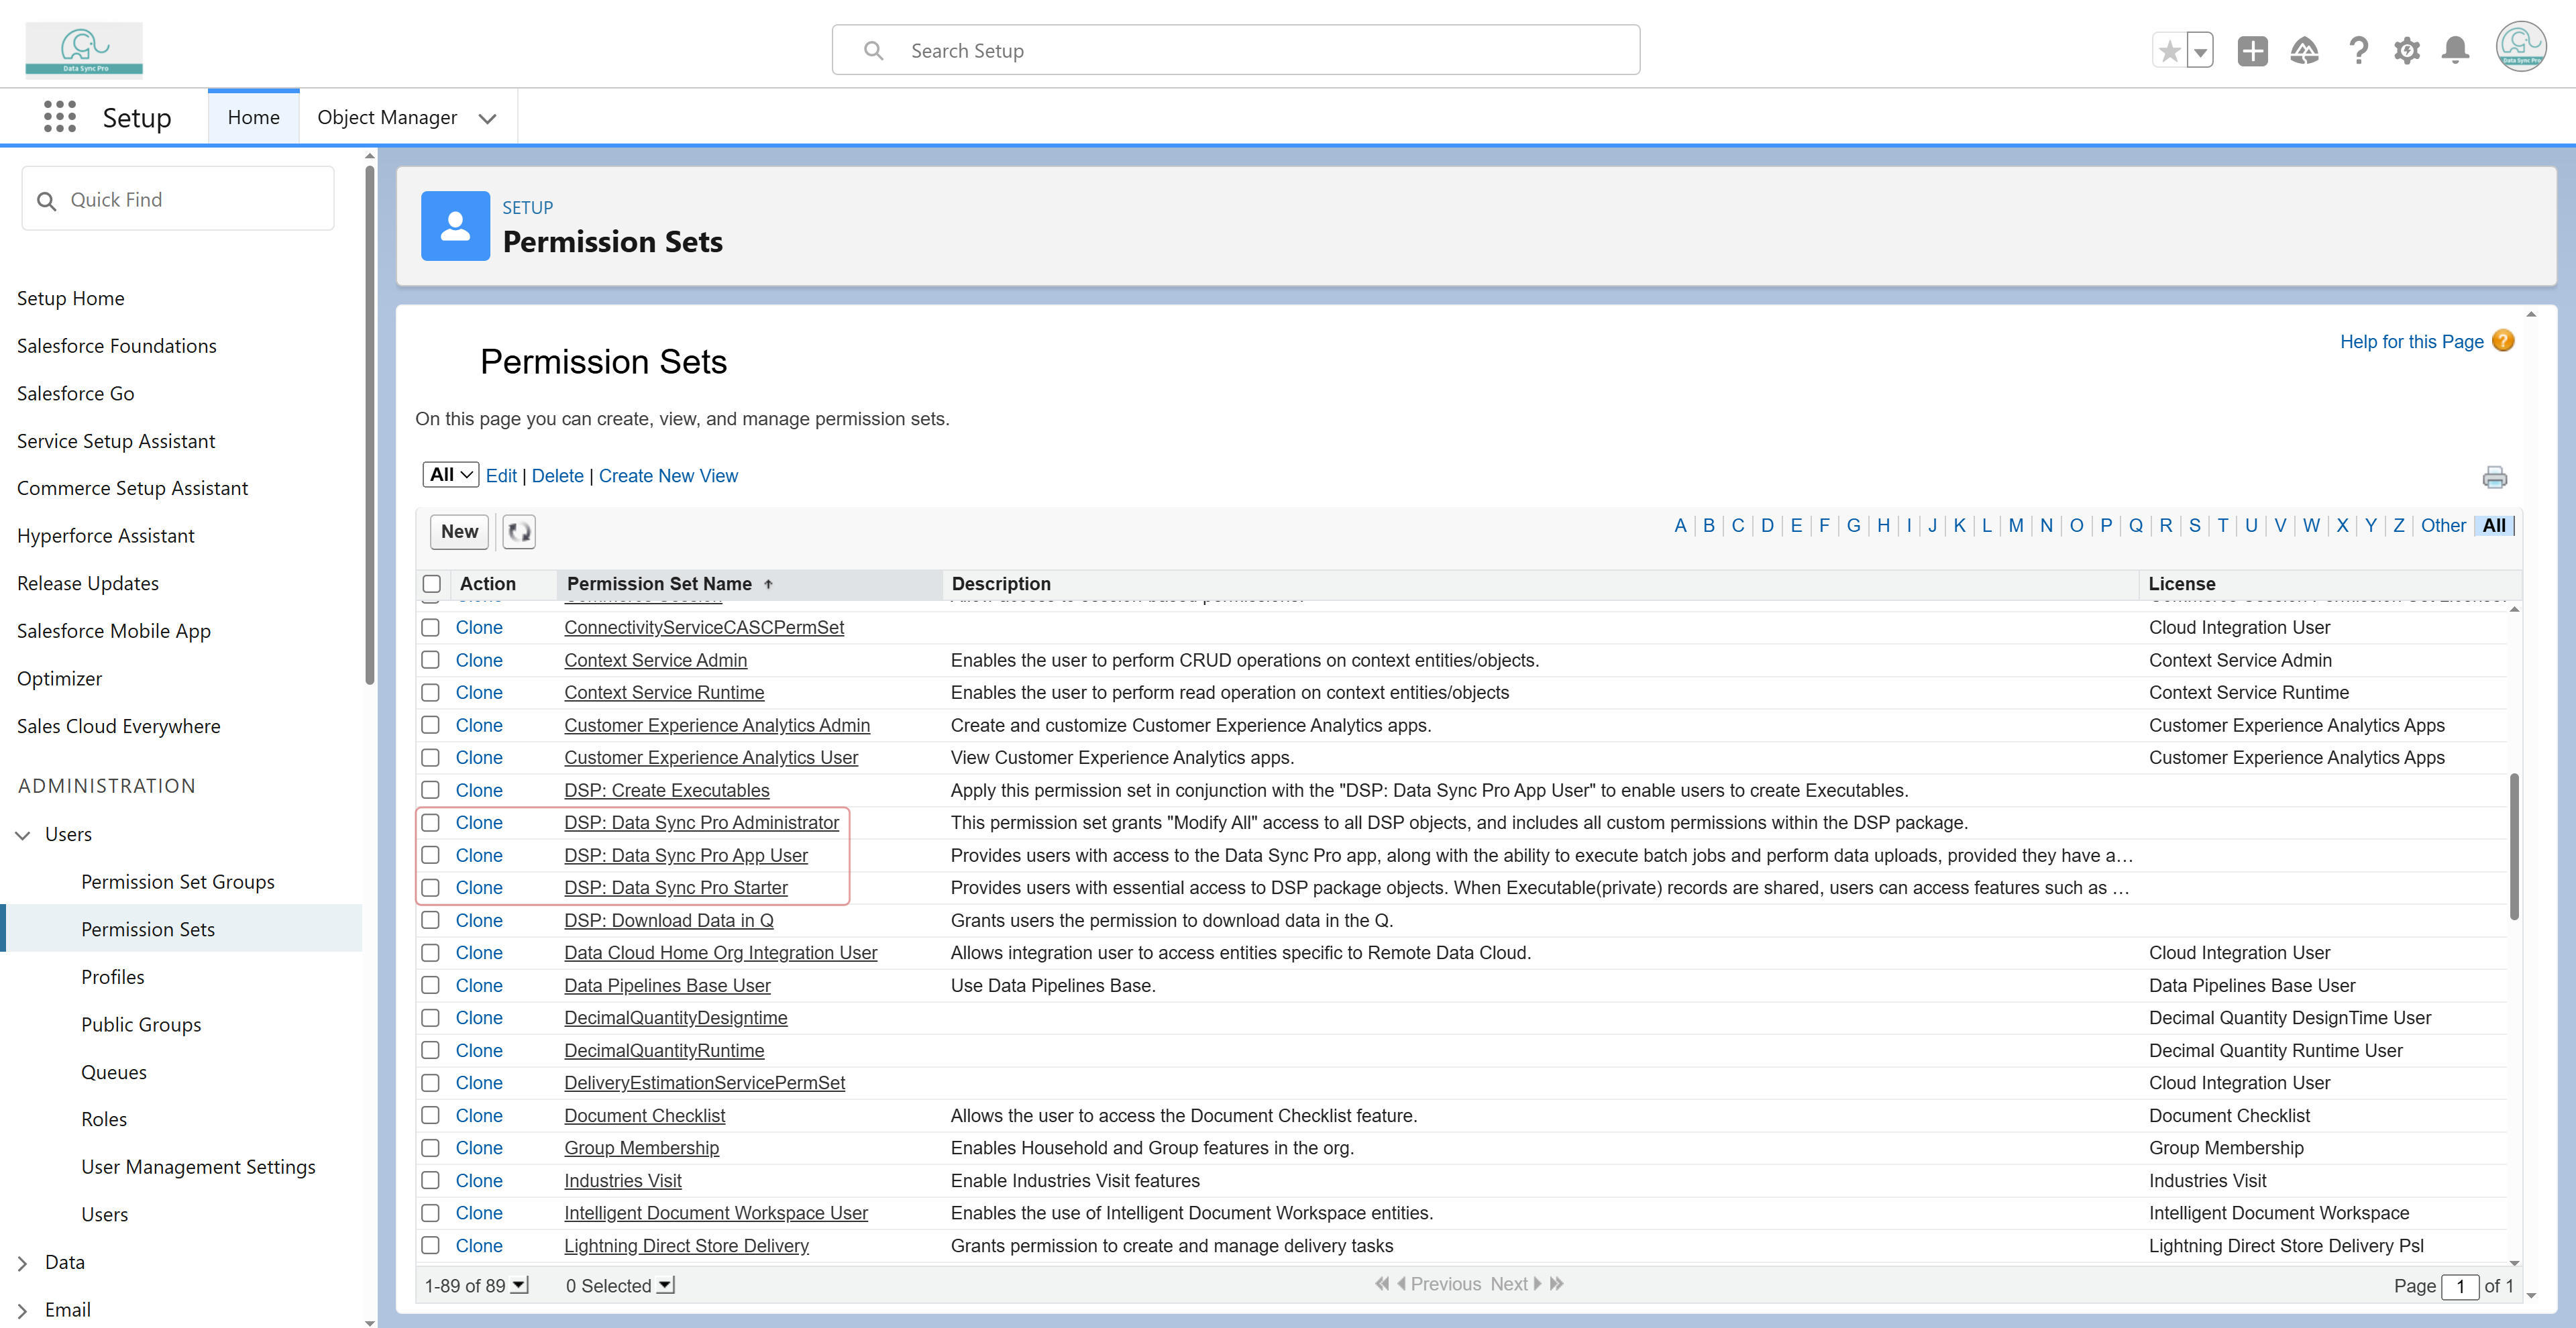 Data Sync Pro
Search Setup
Data Sync Pro
Setup
Home
Object Manager
Quick Find
Setup Home
Salesforce Foundations
Salesforce Go
Service Setup Assistant
Commerce Setup Assistant
Hyperforce Assistant
Release Updates
Salesforce Mobile App
Optimizer
Sales Cloud Everywhere
ADMINISTRATION
Users
Permission Set Groups
Permission Sets
Profiles
Public Groups
Queues
Roles
User Management Settings
Users
Data
Email
SETUP
Permission Sets
Permission Sets
Help for this Page ?
On this page you can create, view, and manage permission sets.
All Edit | Delete | Create New View
New
A | B | C | D | E | F | G | H | I | J | K | L | M | N | O | P | Q | R | S | T | U | V | W | X | Y | Z | Other | All
Action Permission Set Name Description License
Clone ConnectivityServiceCASCPermSet Cloud Integration User
Clone Context Service Admin Enables the user to perform CRUD operations on context entities/objects. Context Service Admin
Clone Context Service Runtime Enables the user to perform read operation on context entities/objects Context Service Runtime
Clone Customer Experience Analytics Admin Create and customize Customer Experience Analytics apps. Customer Experience Analytics Apps
Clone Customer Experience Analytics User View Customer Experience Analytics apps. Customer Experience Analytics Apps
Clone DSP: Create Executables Apply this permission set in conjunction with the "DSP: Data Sync Pro App User" to enable users to create Executables.
Clone DSP: Data Sync Pro Administrator This permission set grants "Modify All" access to all DSP objects, and includes all custom permissions within the DSP package.
Clone DSP: Data Sync Pro App User Provides users with access to the Data Sync Pro app, along with the ability to execute batch jobs and perform data uploads, provided they have a…
Clone DSP: Data Sync Pro Starter Provides users with essential access to DSP package objects. When Executable(private) records are shared, users can access features such as …
Clone DSP: Download Data in Q Grants users the permission to download data in the Q.
Clone Data Cloud Home Org Integration User Allows integration user to access entities specific to Remote Data Cloud. Cloud Integration User
Clone Data Pipelines Base User Use Data Pipelines Base. Data Pipelines Base User
Clone DecimalQuantityDesigntime Decimal Quantity DesignTime User
Clone DecimalQuantityRuntime Decimal Quantity Runtime User
Clone DeliveryEstimationServicePermSet Cloud Integration User
Clone Document Checklist Allows the user to access the Document Checklist feature. Document Checklist
Clone Group Membership Enables Household and Group features in the org. Group Membership
Clone Industries Visit Enable Industries Visit features Industries Visit
Clone Intelligent Document Workspace User Enables the use of Intelligent Document Workspace entities. Intelligent Document Workspace
Clone Lightning Direct Store Delivery Grants permission to create and manage delivery tasks Lightning Direct Store Delivery Psl
1-89 of 89 0 Selected Previous Next Page 1 of 1